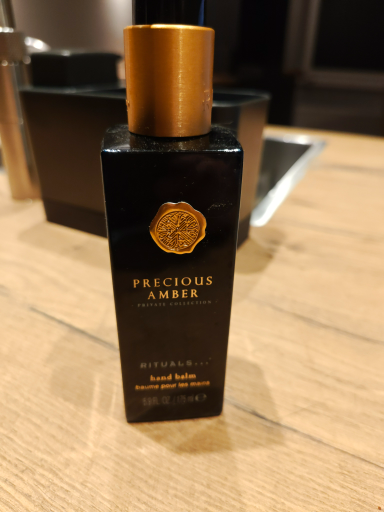 PRECIOUS
AMBER
PRIVATE COLLECTION
RITUALS...
hand balm
baume pour les mains